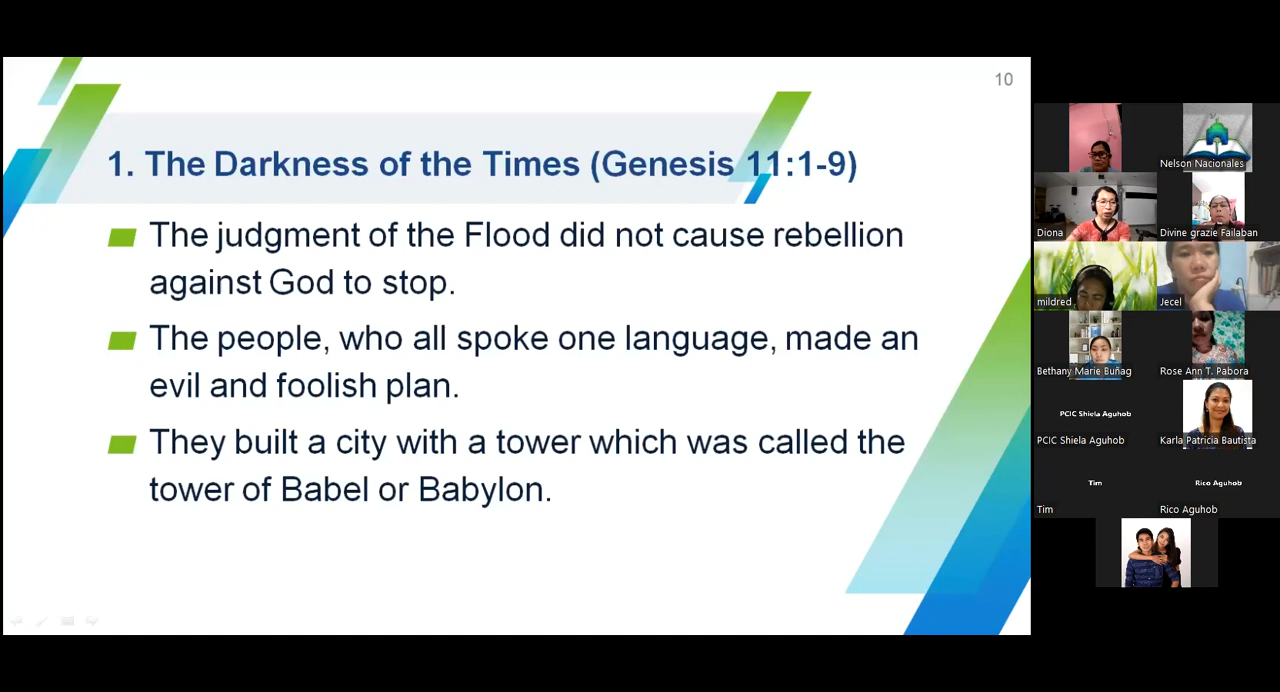 10
1. The Darkness of the Times (Genesis 11:1-9)
The judgment of the Flood did not cause rebellion
against God to stop.
The people, who all spoke one language, made an
evil and foolish plan.
They built a city with a tower which was called the
tower of Babel or Babylon.
Nelson Nacionales
Diona
Divine grazie Failaban
mildred
Jecel
Bethany Marie Buñag
Rose Ann T. Pabora
PCIC Shiela Aguhob
PCIC Shiela Aguhob
Karla Patricia Bautista
Tim
Rico Aguhob
Tim
Rico Aguhob